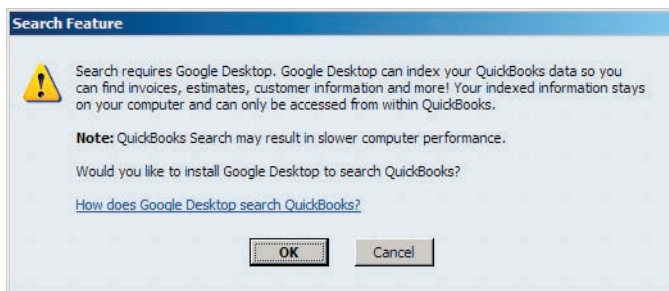 Search Feature
Search requires Google Desktop. Google Desktop can index your QuickBooks data so you
can find invoices, estimates, customer information and more! Your indexed information stays
on your computer and can only be accessed from within QuickBooks.
Note: QuickBooks Search may result in slower computer performance.
Would you like to install Google Desktop to search QuickBooks?
How does Google Desktop search QuickBooks?
OK Cancel